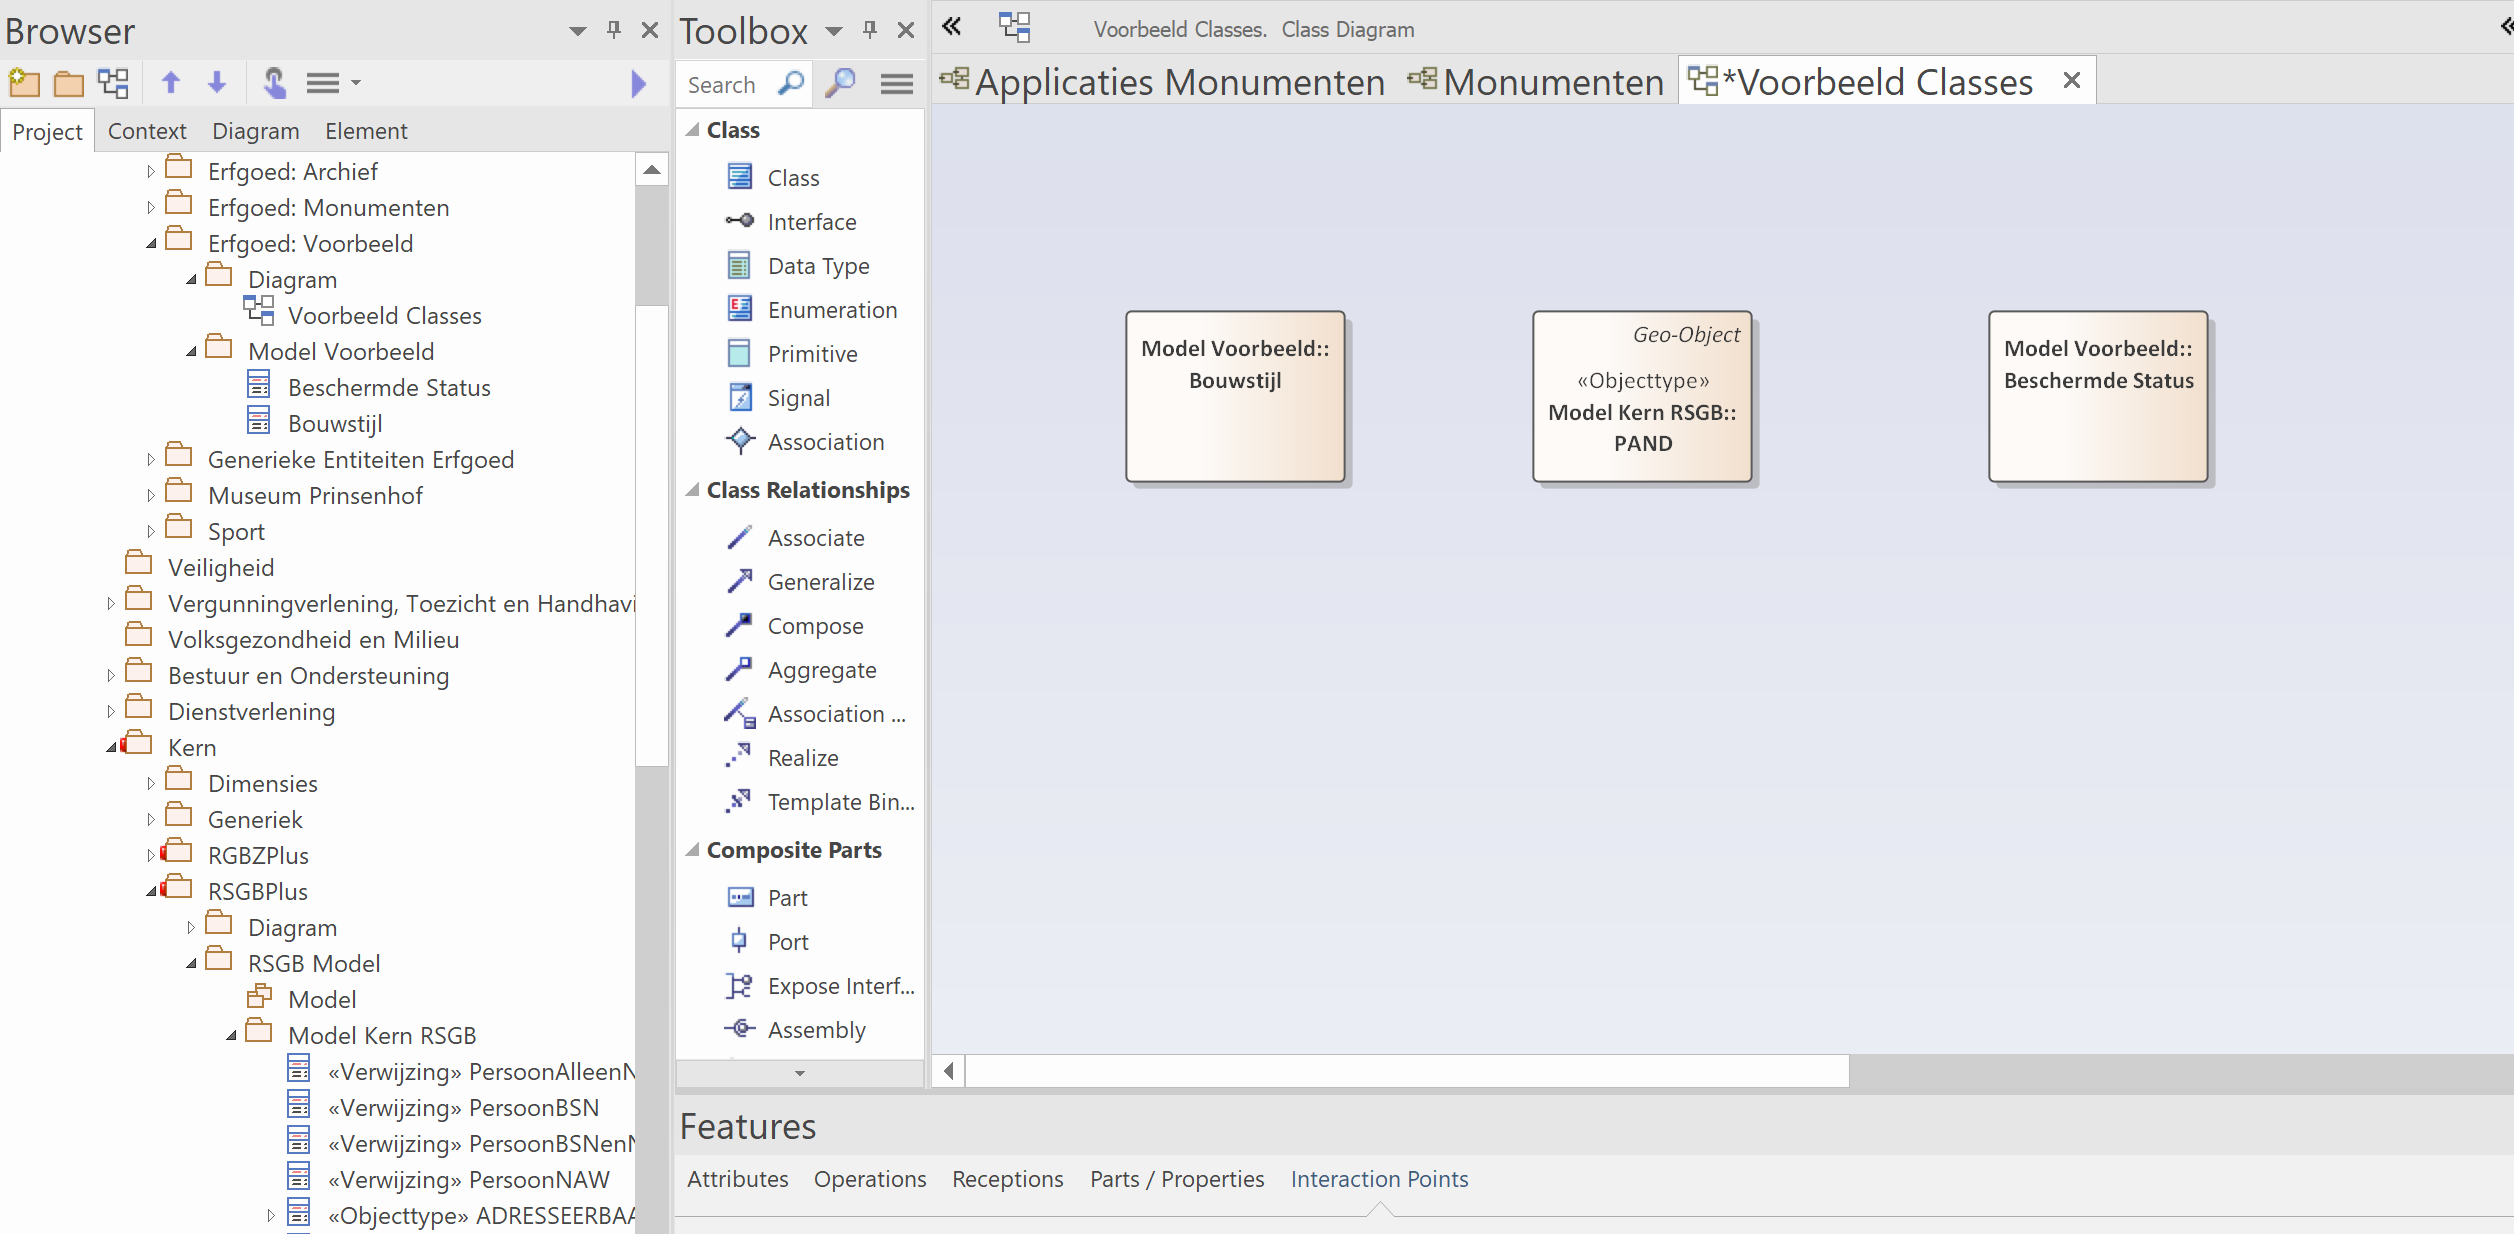 Browser
Project
Context
Diagram
Element
Erfgoed: Archief
Erfgoed: Monumenten
Erfgoed: Voorbeeld
Diagram
Voorbeeld Classes
Model Voorbeeld
Beschermde Status
Bouwstijl
Generieke Entiteiten Erfgoed
Museum Prinsenhof
Sport
Veiligheid
Vergunningverlening, Toezicht en Handhavi
Volksgezondheid en Milieu
Bestuur en Ondersteuning
Dienstverlening
Kern
Dimensies
Generiek
RGBZPlus
RSGBPlus
Diagram
RSGB Model
Model
Model Kern RSGB
«Verwijzing» PersoonAlleenN
«Verwijzing» PersoonBSN
«Verwijzing» PersoonBSNenN
«Verwijzing» PersoonNAW
«Objecttype» ADRESSEERBAA
Toolbox
Search
Class
Class
Interface
Data Type
Enumeration
Primitive
Signal
Association
Class Relationships
Associate
Generalize
Compose
Aggregate
Association ...
Realize
Template Bin...
Composite Parts
Part
Port
Expose Interf...
Assembly
Voorbeeld Classes. Class Diagram
Applicaties Monumenten
Monumenten
*Voorbeeld Classes
Model Voorbeeld::
Bouwstijl
Geo-Object
«Objecttype»
Model Kern RSGB::
PAND
Model Voorbeeld::
Beschermde Status
Features
Attributes
Operations
Receptions
Parts / Properties
Interaction Points